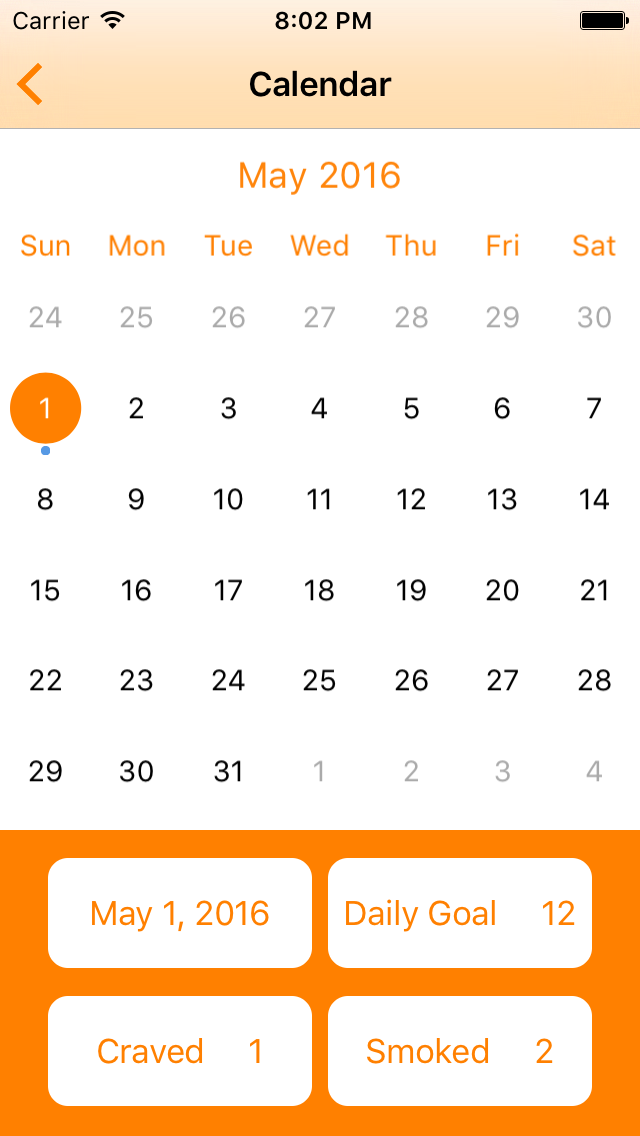 Carrier 8:02 PM
Calendar
May 2016
Sun Mon Tue Wed Thu Fri Sat
24 25 26 27 28 29 30
1 2 3 4 5 6 7
8 9 10 11 12 13 14
15 16 17 18 19 20 21
22 23 24 25 26 27 28
29 30 31 1 2 3 4
May 1, 2016 Daily Goal 12
Craved 1 Smoked 2